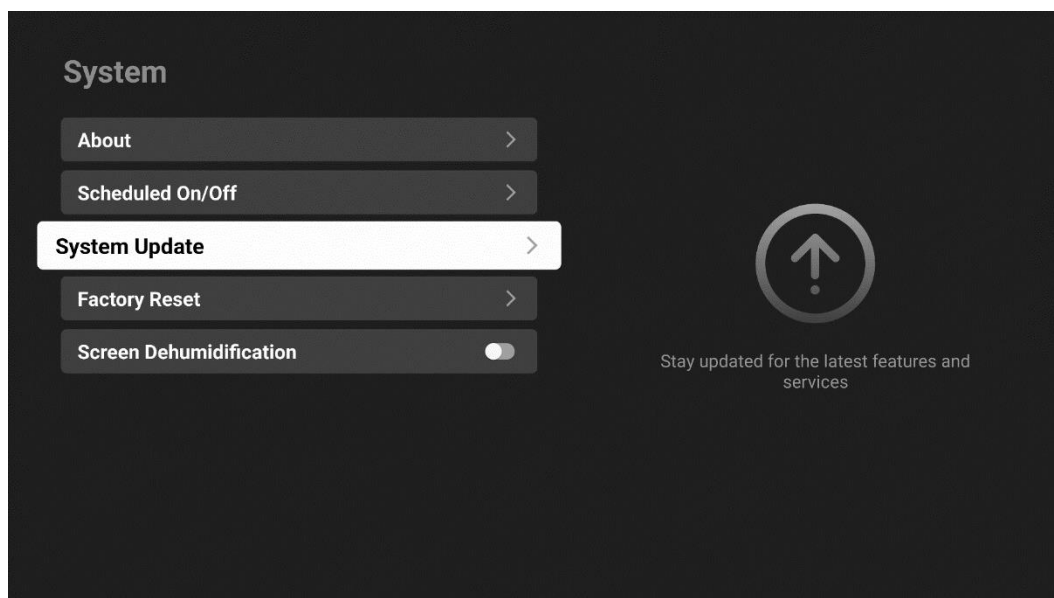 System
About
Scheduled On/Off
System Update
Factory Reset
Screen Dehumidification
Stay updated for the latest features and
services